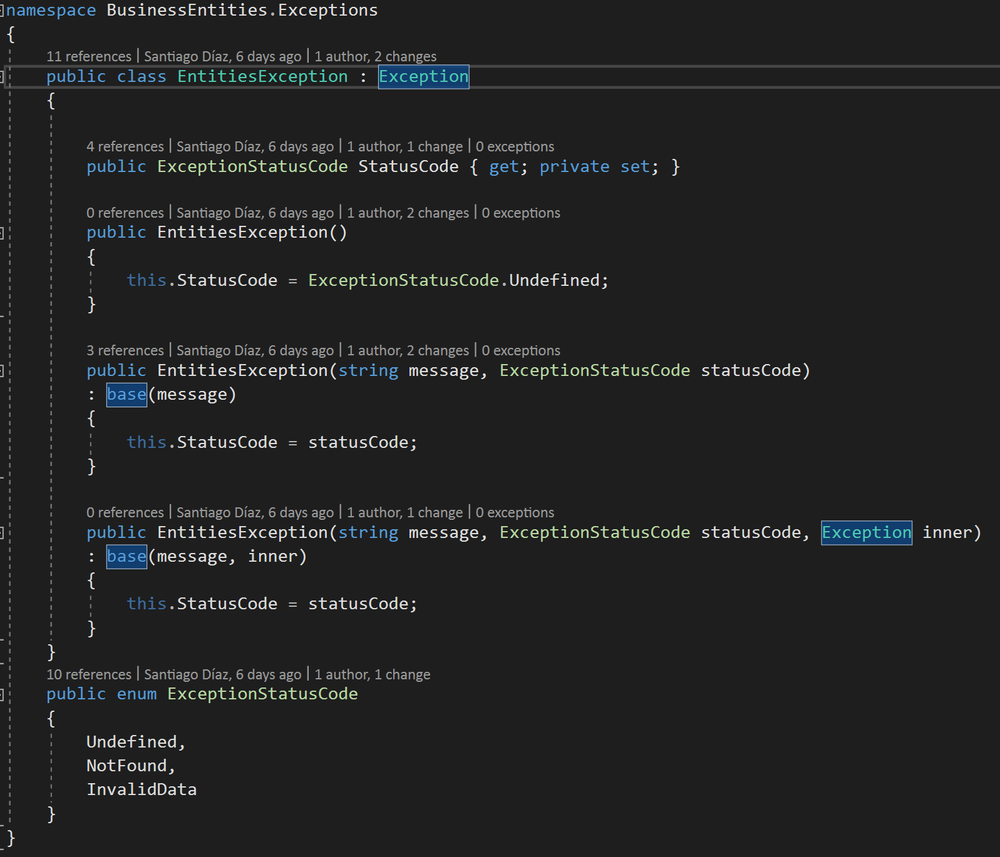 namespace BusinessEntities.Exceptions
{
11 references | Santiago Díaz, 6 days ago | 1 author, 2 changes
public class EntitiesException : Exception
{
4 references | Santiago Díaz, 6 days ago | 1 author, 1 change | 0 exceptions
public ExceptionStatusCode StatusCode { get; private set; }
0 references | Santiago Díaz, 6 days ago | 1 author, 2 changes | 0 exceptions
public EntitiesException()
{
this.StatusCode = ExceptionStatusCode.Undefined;
}
3 references | Santiago Díaz, 6 days ago | 1 author, 2 changes | 0 exceptions
public EntitiesException(string message, ExceptionStatusCode statusCode)
: base(message)
{
this.StatusCode = statusCode;
}
0 references | Santiago Díaz, 6 days ago | 1 author, 1 change | 0 exceptions
public EntitiesException(string message, ExceptionStatusCode statusCode, Exception inner)
: base(message, inner)
{
this.StatusCode = statusCode;
}
}
10 references | Santiago Díaz, 6 days ago | 1 author, 1 change
public enum ExceptionStatusCode
{
Undefined,
NotFound,
InvalidData
}
}